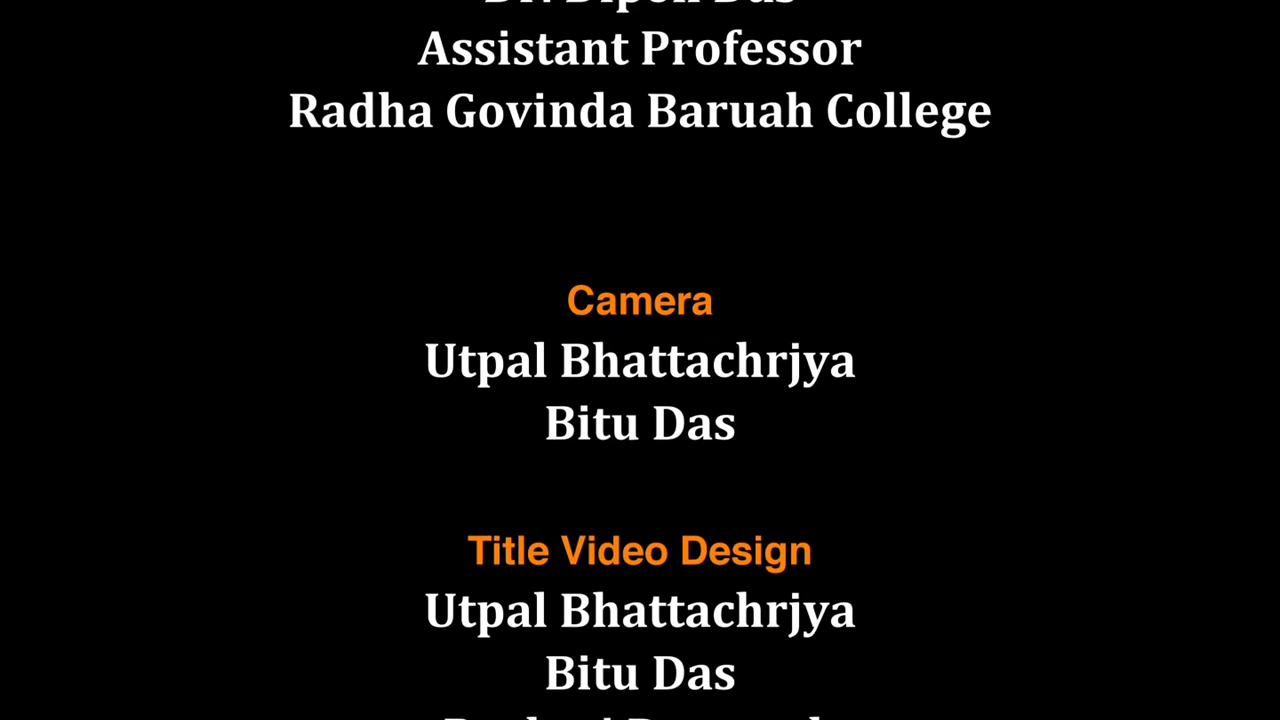 Assistant Professor
Radha Govinda Baruah College
Camera
Utpal Bhattachrjya
Bitu Das
Title Video Design
Utpal Bhattachrjya
Bitu Das